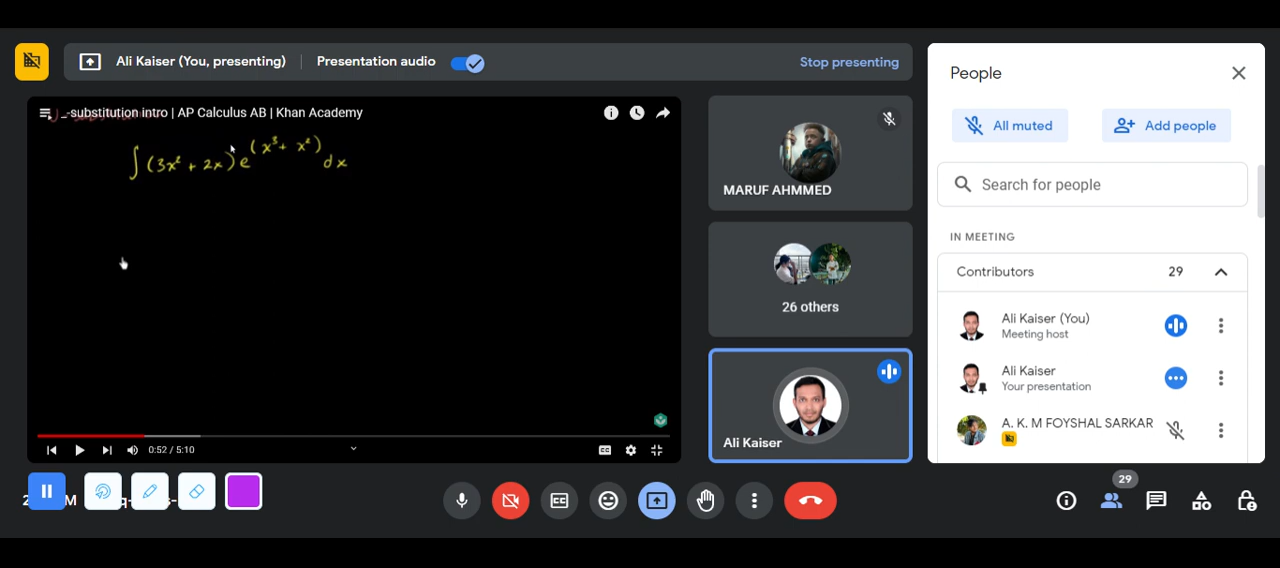 Ali Kaiser (You, presenting)
Presentation audio
Stop presenting
_-substitution intro | AP Calculus AB | Khan Academy
∫(3x² + 2x)e^(x³ + x²) dx
0:52 / 5:10
MARUF AHMMED
26 others
Ali Kaiser
People
All muted
Add people
Search for people
IN MEETING
Contributors
29
Ali Kaiser (You)
Meeting host
Ali Kaiser
Your presentation
A. K. M FOYSHAL SARKAR
29